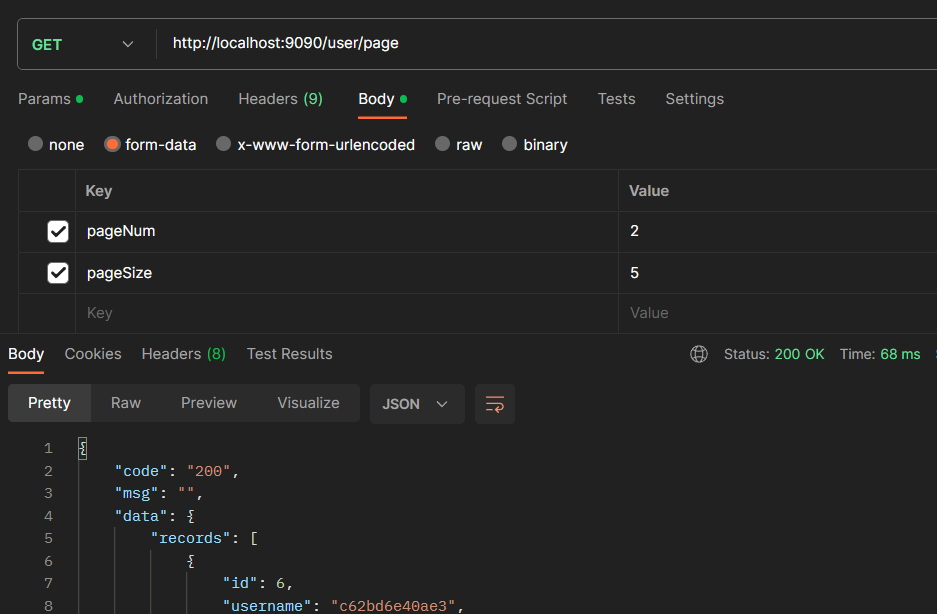 GET http://localhost:9090/user/page
Params Authorization Headers (9) Body Pre-request Script Tests Settings
none form-data x-www-form-urlencoded raw binary
Key Value
pageNum 2
pageSize 5
Key Value
Body Cookies Headers (8) Test Results Status: 200 OK Time: 68 ms
Pretty Raw Preview Visualize JSON
1 {
2 "code": "200",
3 "msg": "",
4 "data": {
5 "records": [
6 {
7 "id": 6,
8 "username": "c62bd6e40ae3",